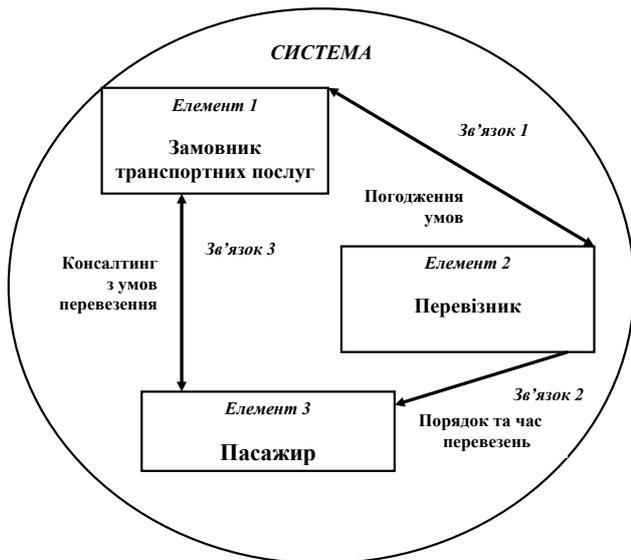 СИСТЕМА
Елемент 1
Замовник
транспортних послуг
Зв’язок 1
Погодження
умов
Зв’язок 3
Консалтинг
з умов
перевезення
Елемент 2
Перевізник
Елемент 3
Пасажир
Зв’язок 2
Порядок та час
перевезень